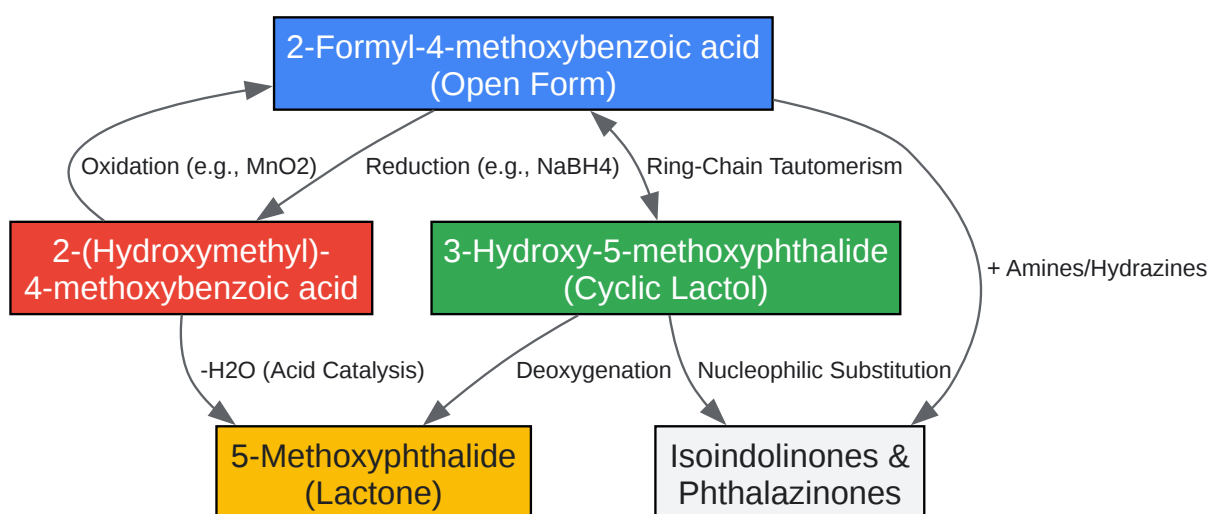 2-Formyl-4-methoxybenzoic acid
(Open Form)
Oxidation (e.g., MnO2)
Reduction (e.g., NaBH4)
Ring-Chain Tautomerism
2-(Hydroxymethyl)-
4-methoxybenzoic acid
3-Hydroxy-5-methoxyphthalide
(Cyclic Lactol)
+ Amines/Hydrazines
-H2O (Acid Catalysis)
Deoxygenation
Nucleophilic Substitution
5-Methoxyphthalide
(Lactone)
Isoindolinones &
Phthalazinones